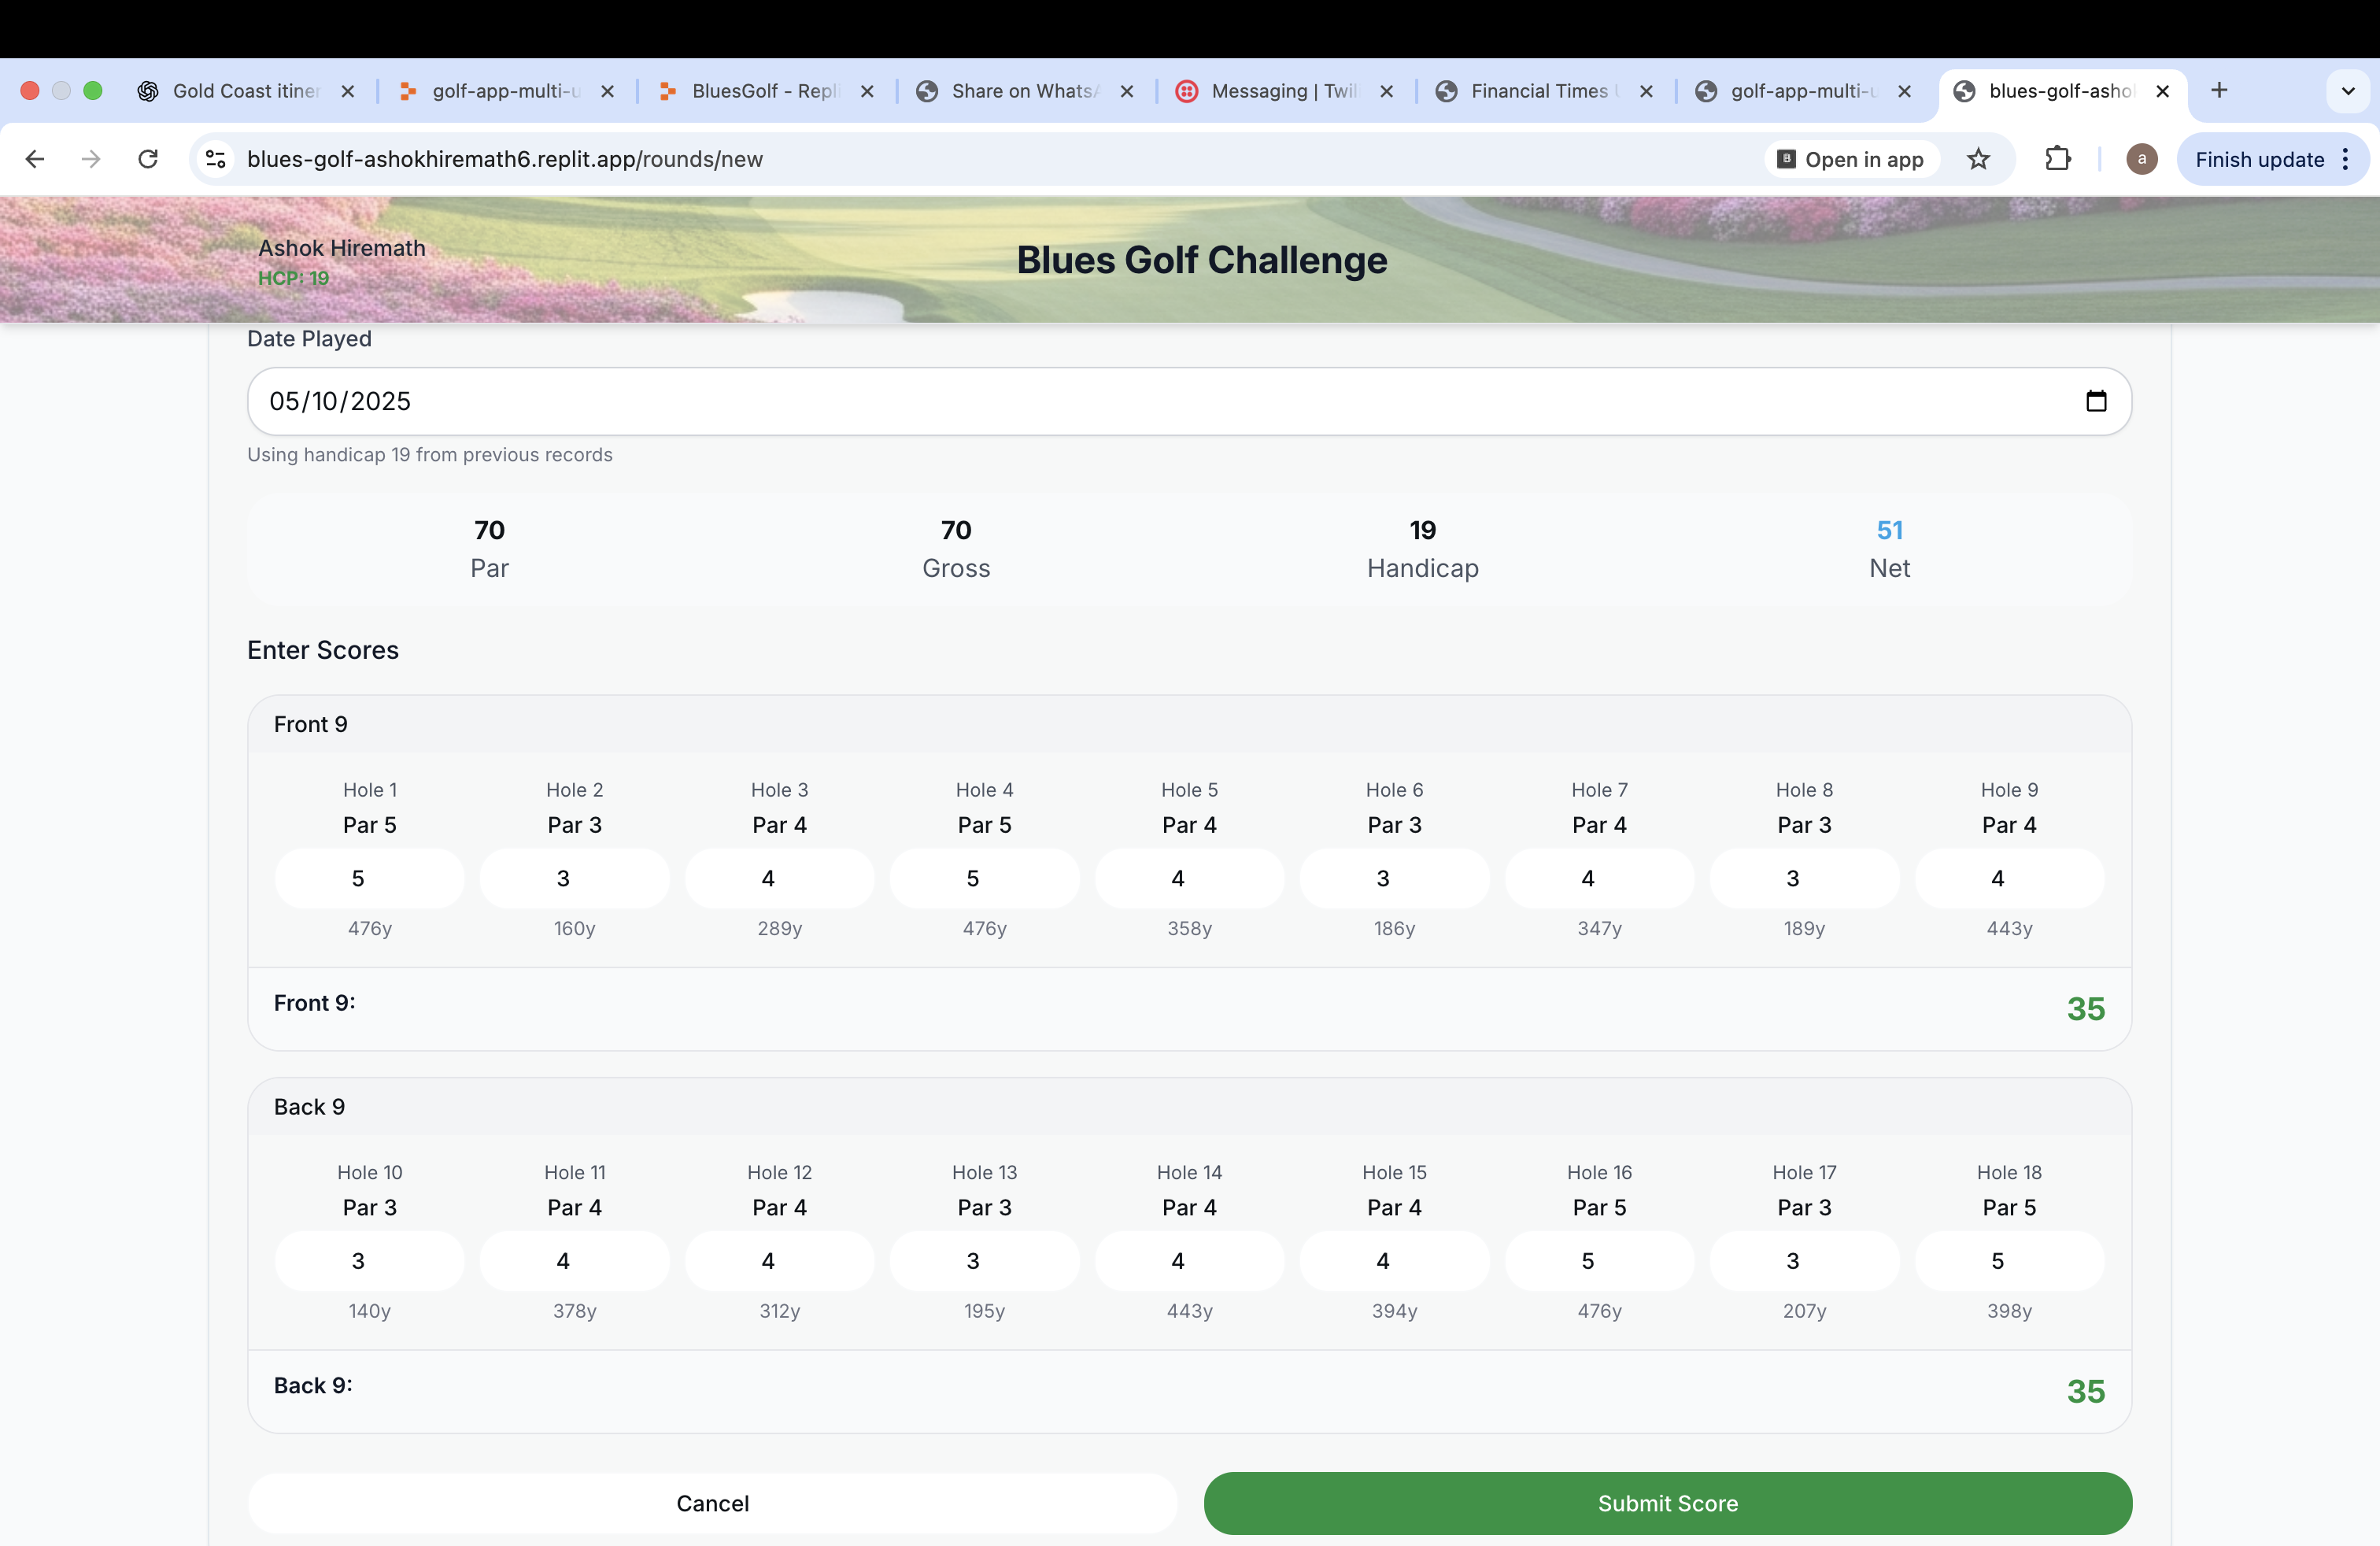 Gold Coast itiner
golf-app-multi-u
BluesGolf - Repl
Share on WhatsA
Messaging | Twil
Financial Times
golf-app-multi-u
blues-golf-asho
blues-golf-ashokhiremath6.replit.app/rounds/new
Open in app
a
Finish update
Ashok Hiremath
HCP: 19
Blues Golf Challenge
Date Played
05/10/2025
Using handicap 19 from previous records
70 70 19 51
Par Gross Handicap Net
Enter Scores
Front 9
Hole 1 Hole 2 Hole 3 Hole 4 Hole 5 Hole 6 Hole 7 Hole 8 Hole 9
Par 5 Par 3 Par 4 Par 5 Par 4 Par 3 Par 4 Par 3 Par 4
5 3 4 5 4 3 4 3 4
476y 160y 289y 476y 358y 186y 347y 189y 443y
Front 9: 35
Back 9
Hole 10 Hole 11 Hole 12 Hole 13 Hole 14 Hole 15 Hole 16 Hole 17 Hole 18
Par 3 Par 4 Par 4 Par 3 Par 4 Par 4 Par 5 Par 3 Par 5
3 4 4 3 4 4 5 3 5
140y 378y 312y 195y 443y 394y 476y 207y 398y
Back 9: 35
Cancel
Submit Score